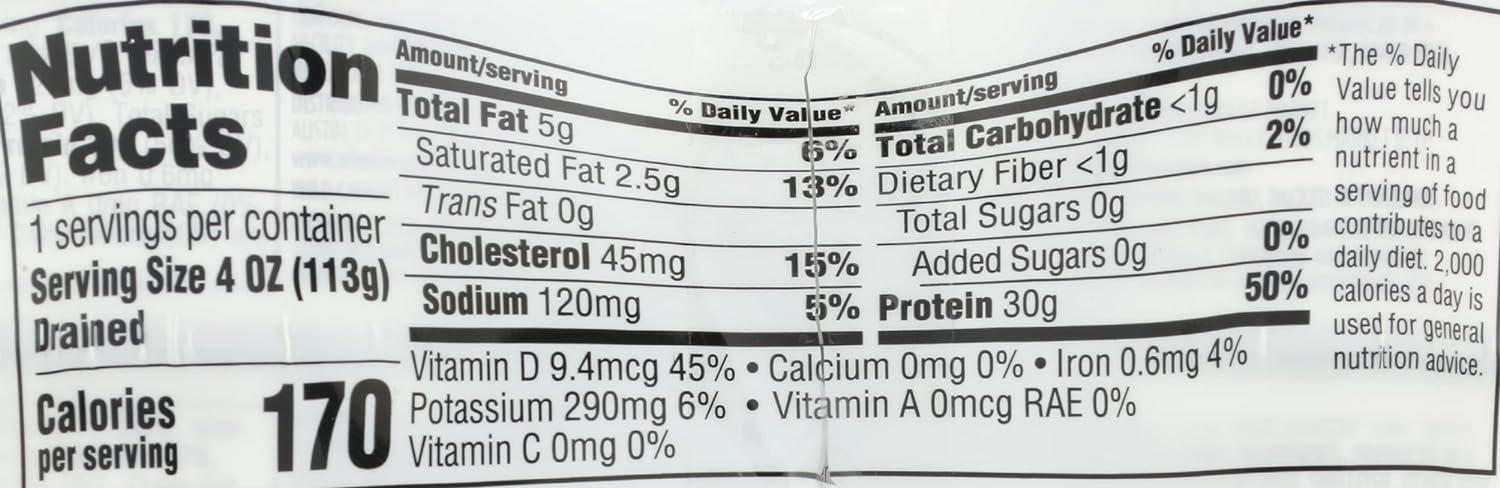 Nutrition
Facts
1 servings per container
Serving Size 4 OZ (113g)
Drained
Calories
per serving
170
Amount/serving % Daily Value*
Total Fat 5g 6%
Saturated Fat 2.5g 13%
Trans Fat 0g
Cholesterol 45mg 15%
Sodium 120mg 5%
Amount/serving % Daily Value*
Total Carbohydrate <1g 0%
Dietary Fiber <1g 2%
Total Sugars 0g
Added Sugars 0g 0%
Protein 30g 50%
Vitamin D 9.4mcg 45% • Calcium 0mg 0% • Iron 0.6mg 4%
Potassium 290mg 6% • Vitamin A 0mcg RAE 0%
Vitamin C 0mg 0%
*The % Daily
Value tells you
how much a
nutrient in a
serving of food
contributes to a
daily diet. 2,000
calories a day is
used for general
nutrition advice.